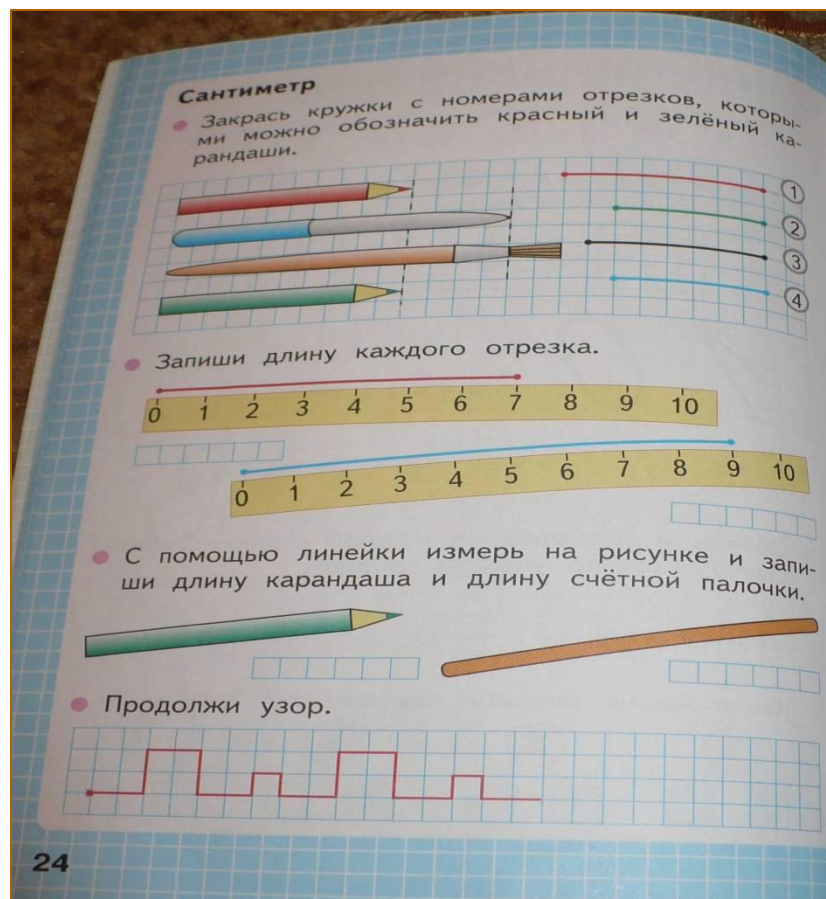 Сантиметр
Закрась кружки с номерами отрезков, которы-
ми можно обозначить красный и зелёный ка-
рандаши.
1
2
3
4
Запиши длину каждого отрезка.
0 1 2 3 4 5 6 7 8 9 10
0 1 2 3 4 5 6 7 8 9 10
С помощью линейки измерь на рисунке и запи-
ши длину карандаша и длину счётной палочки.
Продолжи узор.
24